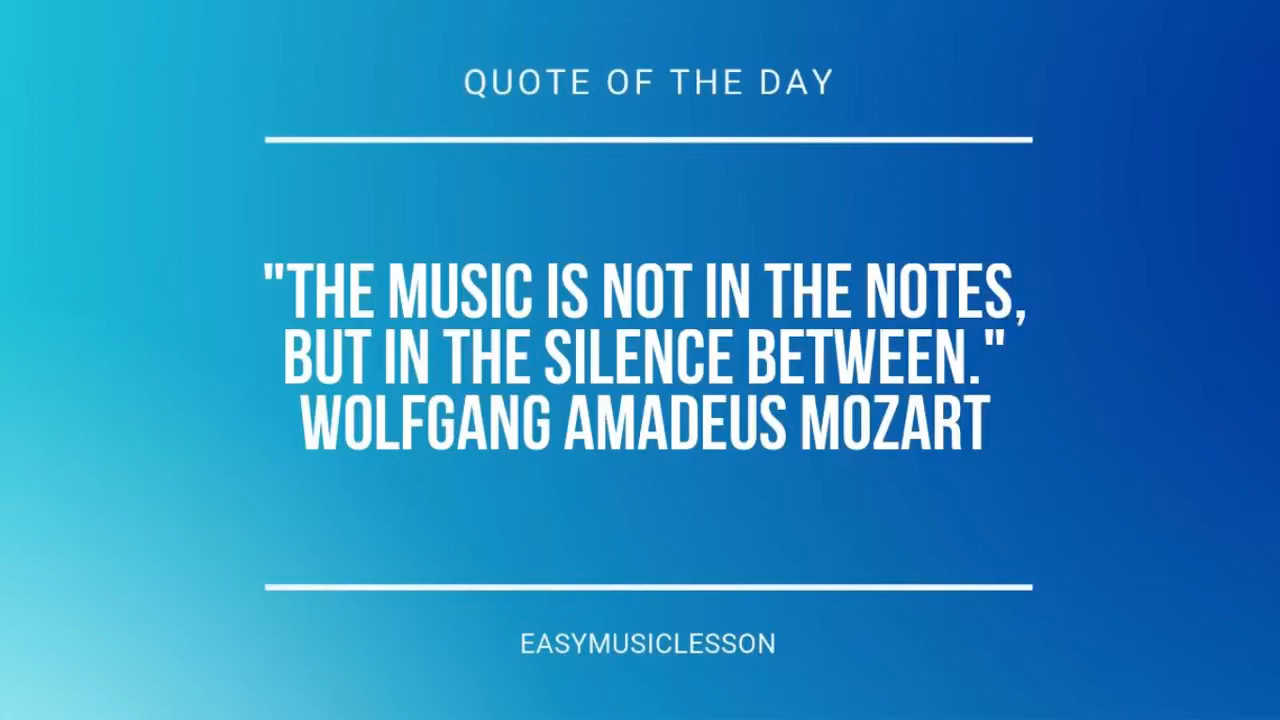 QUOTE OF THE DAY
"THE MUSIC IS NOT IN THE NOTES,
BUT IN THE SILENCE BETWEEN."
WOLFGANG AMADEUS MOZART
EASYMUSICLESSON